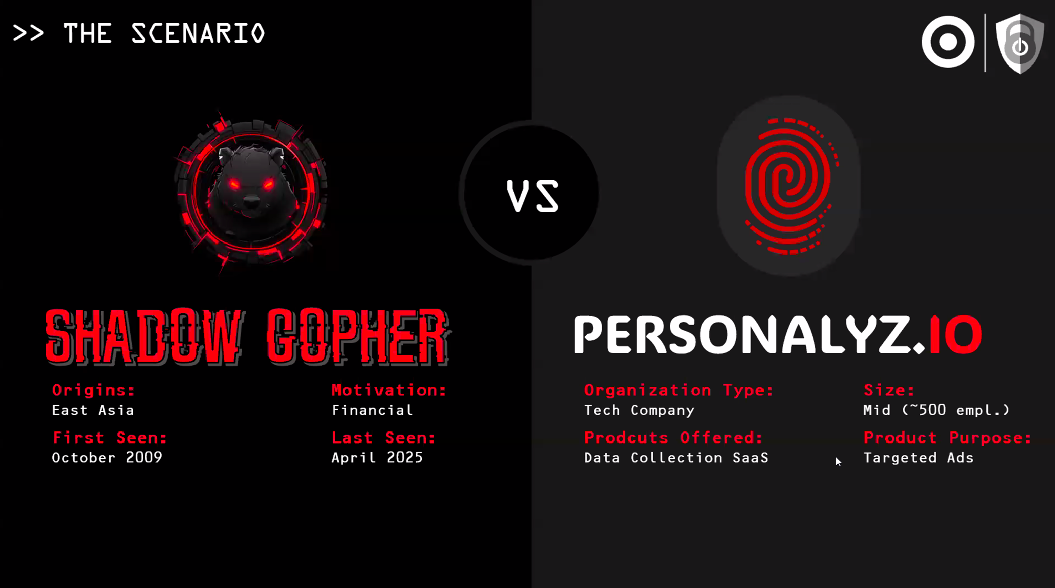 >> THE SCENARIO
VS
SHADOW GOPHER
Origins:
East Asia
Motivation:
Financial
First Seen:
October 2009
Last Seen:
April 2025
PERSONALYZ.IO
Organization Type:
Tech Company
Size:
Mid (~500 empl.)
Prodcuts Offered:
Data Collection SaaS
Product Purpose:
Targeted Ads